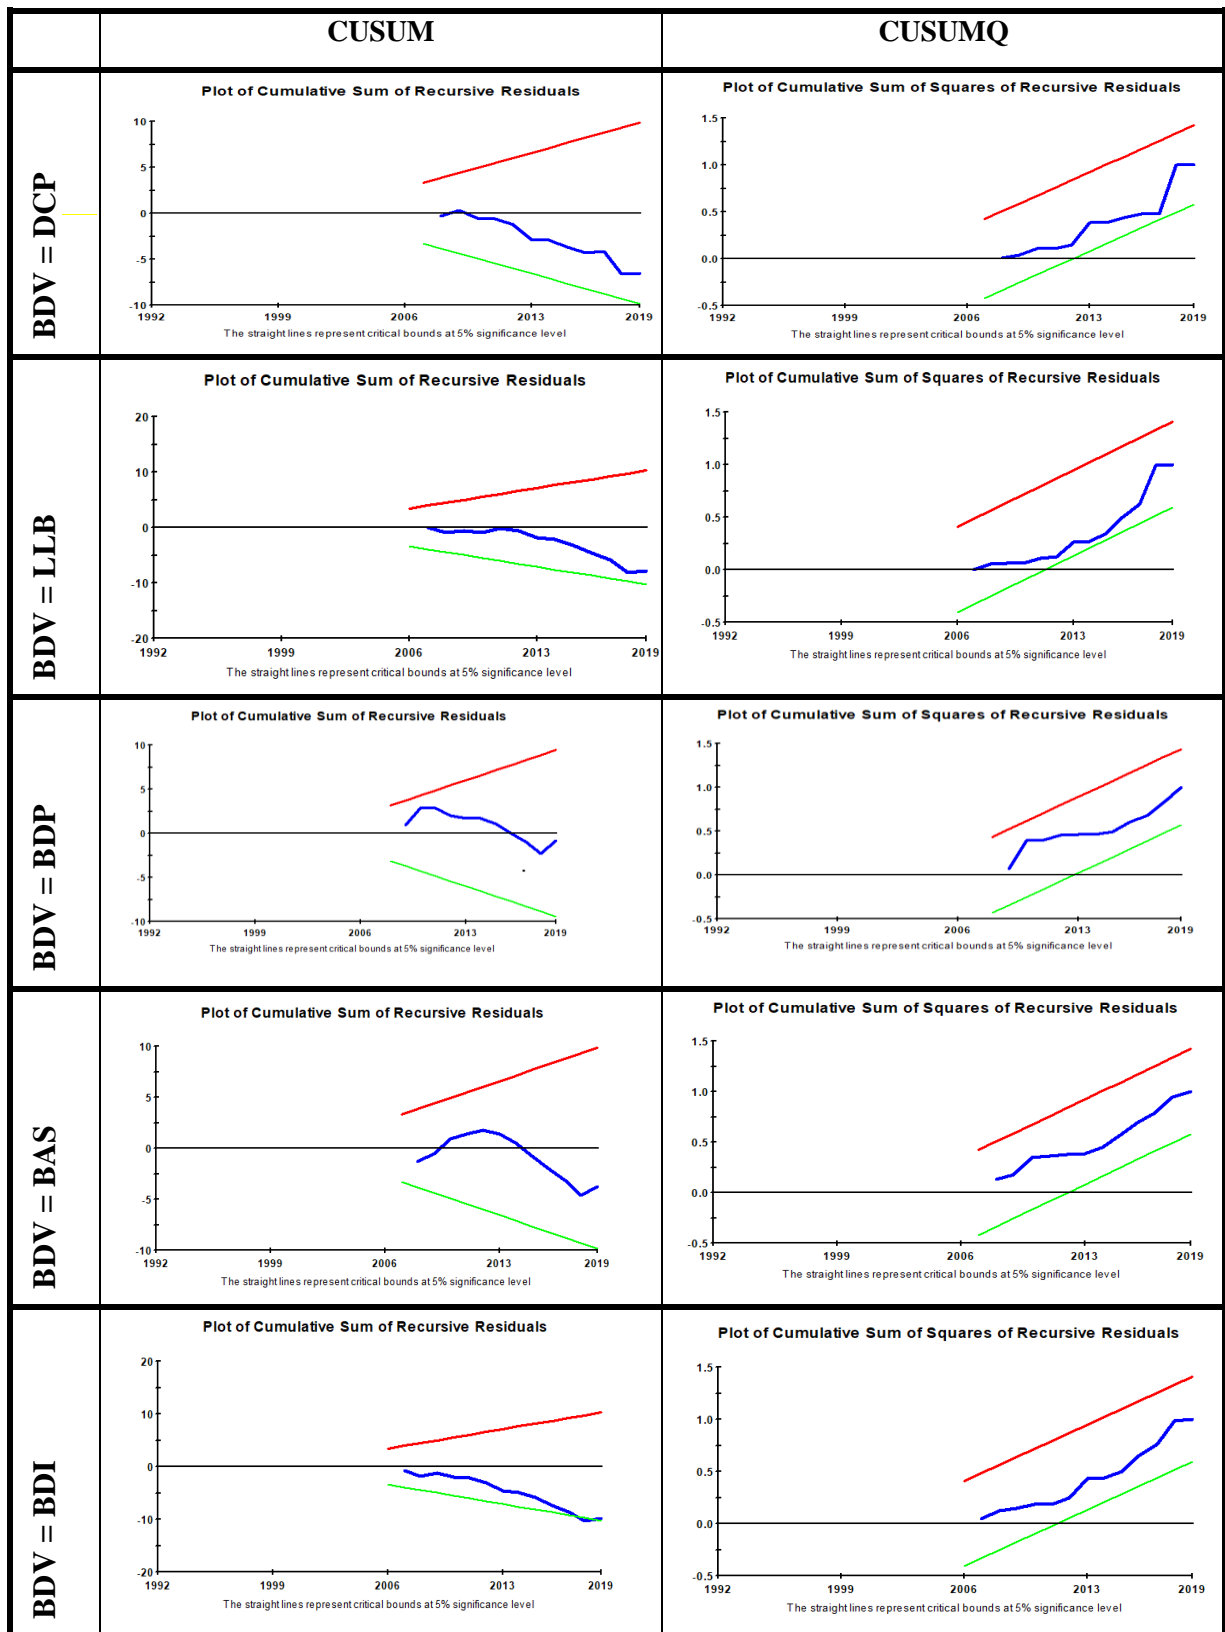 CUSUM CUSUMQ
BDV = DCP
Plot of Cumulative Sum of Recursive Residuals
10
5
0
-5
-10
1992 1999 2006 2013 2019
The straight lines represent critical bounds at 5% significance level
Plot of Cumulative Sum of Squares of Recursive Residuals
1.5
1.0
0.5
0.0
-0.5
1992 1999 2006 2013 2019
The straight lines represent critical bounds at 5% significance level
BDV = LLB
Plot of Cumulative Sum of Recursive Residuals
20
10
0
-10
-20
1992 1999 2006 2013 2019
The straight lines represent critical bounds at 5% significance level
Plot of Cumulative Sum of Squares of Recursive Residuals
1.5
1.0
0.5
0.0
-0.5
1992 1999 2006 2013 2019
The straight lines represent critical bounds at 5% significance level
BDV = BDP
Plot of Cumulative Sum of Recursive Residuals
10
5
0
-5
-10
1992 1999 2006 2013 2019
The straight lines represent critical bounds at 5% significance level
Plot of Cumulative Sum of Squares of Recursive Residuals
1.5
1.0
0.5
0.0
-0.5
1992 1999 2006 2013 2019
The straight lines represent critical bounds at 5% significance level
BDV = BAS
Plot of Cumulative Sum of Recursive Residuals
10
5
0
-5
-10
1992 1999 2006 2013 2019
The straight lines represent critical bounds at 5% significance level
Plot of Cumulative Sum of Squares of Recursive Residuals
1.5
1.0
0.5
0.0
-0.5
1992 1999 2006 2013 2019
The straight lines represent critical bounds at 5% significance level
BDV = BDI
Plot of Cumulative Sum of Recursive Residuals
20
10
0
-10
-20
1992 1999 2006 2013 2019
The straight lines represent critical bounds at 5% significance level
Plot of Cumulative Sum of Squares of Recursive Residuals
1.5
1.0
0.5
0.0
-0.5
1992 1999 2006 2013 2019
The straight lines represent critical bounds at 5% significance level